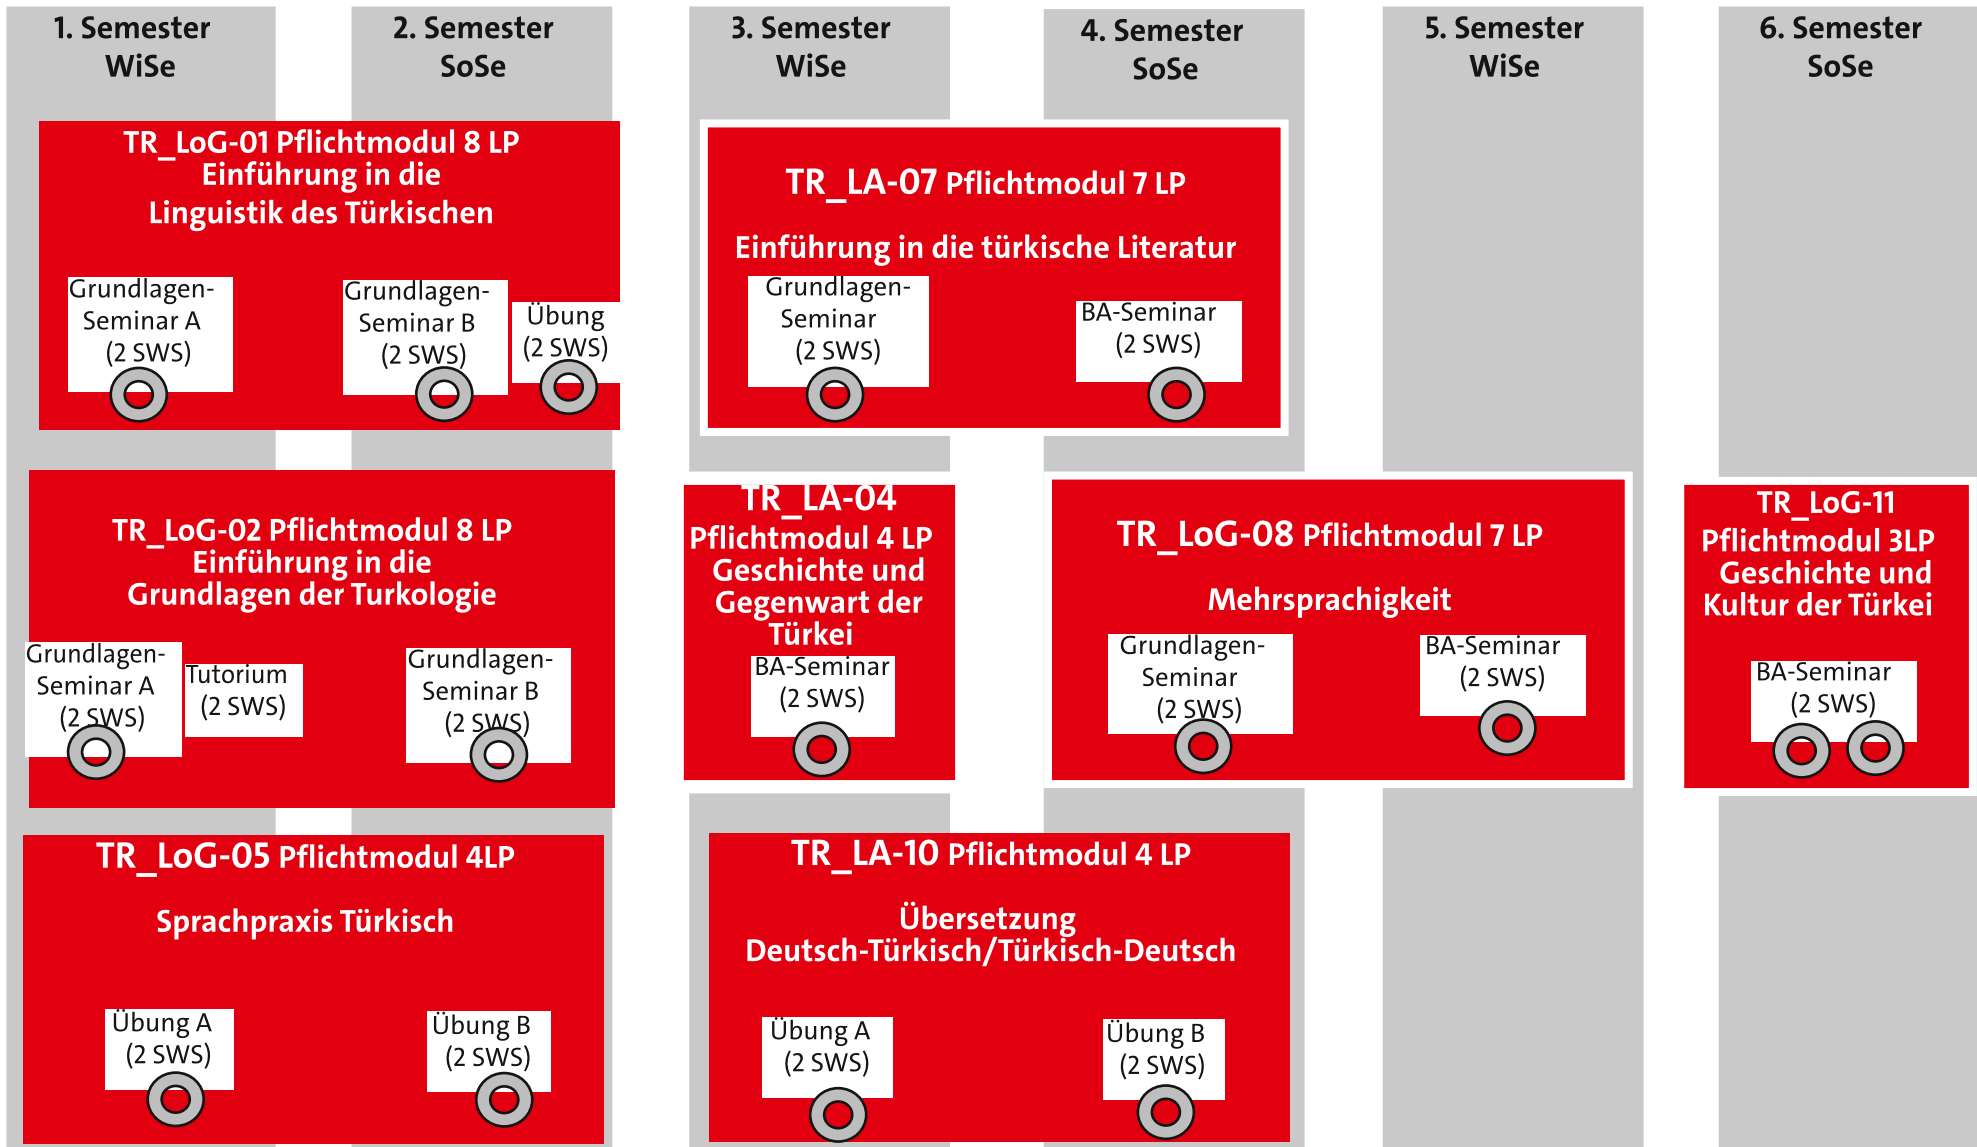 1. Semester
WiSe
2. Semester
SoSe
3. Semester
WiSe
4. Semester
SoSe
5. Semester
WiSe
6. Semester
SoSe
TR_LoG-01 Pflichtmodul 8 LP
Einführung in die
Linguistik des Türkischen
Grundlagen-
Seminar A
(2 SWS)
Grundlagen-
Seminar B
(2 SWS)
Übung
(2 SWS)
TR_LA-07 Pflichtmodul 7 LP
Einführung in die türkische Literatur
Grundlagen-
Seminar
(2 SWS)
BA-Seminar
(2 SWS)
TR_LoG-02 Pflichtmodul 8 LP
Einführung in die
Grundlagen der Turkologie
Grundlagen-
Seminar A
(2 SWS)
Tutorium
(2 SWS)
Grundlagen-
Seminar B
(2 SWS)
TR_LA-04
Pflichtmodul 4 LP
Geschichte und
Gegenwart der
Türkei
BA-Seminar
(2 SWS)
TR_LoG-08 Pflichtmodul 7 LP
Mehrsprachigkeit
Grundlagen-
Seminar
(2 SWS)
BA-Seminar
(2 SWS)
TR_LoG-11
Pflichtmodul 3LP
Geschichte und
Kultur der Türkei
BA-Seminar
(2 SWS)
TR_LoG-05 Pflichtmodul 4LP
Sprachpraxis Türkisch
Übung A
(2 SWS)
Übung B
(2 SWS)
TR_LA-10 Pflichtmodul 4 LP
Übersetzung
Deutsch-Türkisch/Türkisch-Deutsch
Übung A
(2 SWS)
Übung B
(2 SWS)